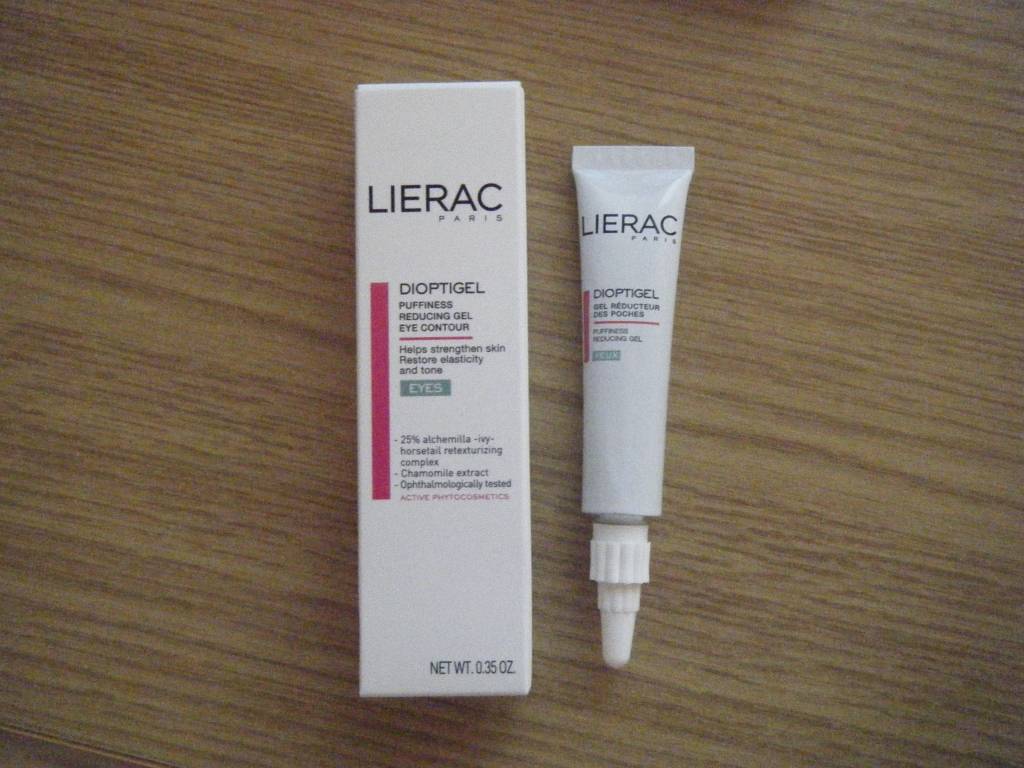 LIERAC
PARIS
DIOPTIGEL
PUFFINESS
REDUCING GEL
EYE CONTOUR
Helps strengthen skin
Restore elasticity
and tone
EYES
- 25% alchemilla -ivy-
horsetail retexturizing
complex
- Chamomile extract
- Ophthalmologically tested
ACTIVE PHYTOCOSMETICS
NET WT. 0.35 OZ.
LIERAC
PARIS
DIOPTIGEL
GEL RÉDUCTEUR
DES POCHES
PUFFINESS
REDUCING GEL
YEUX